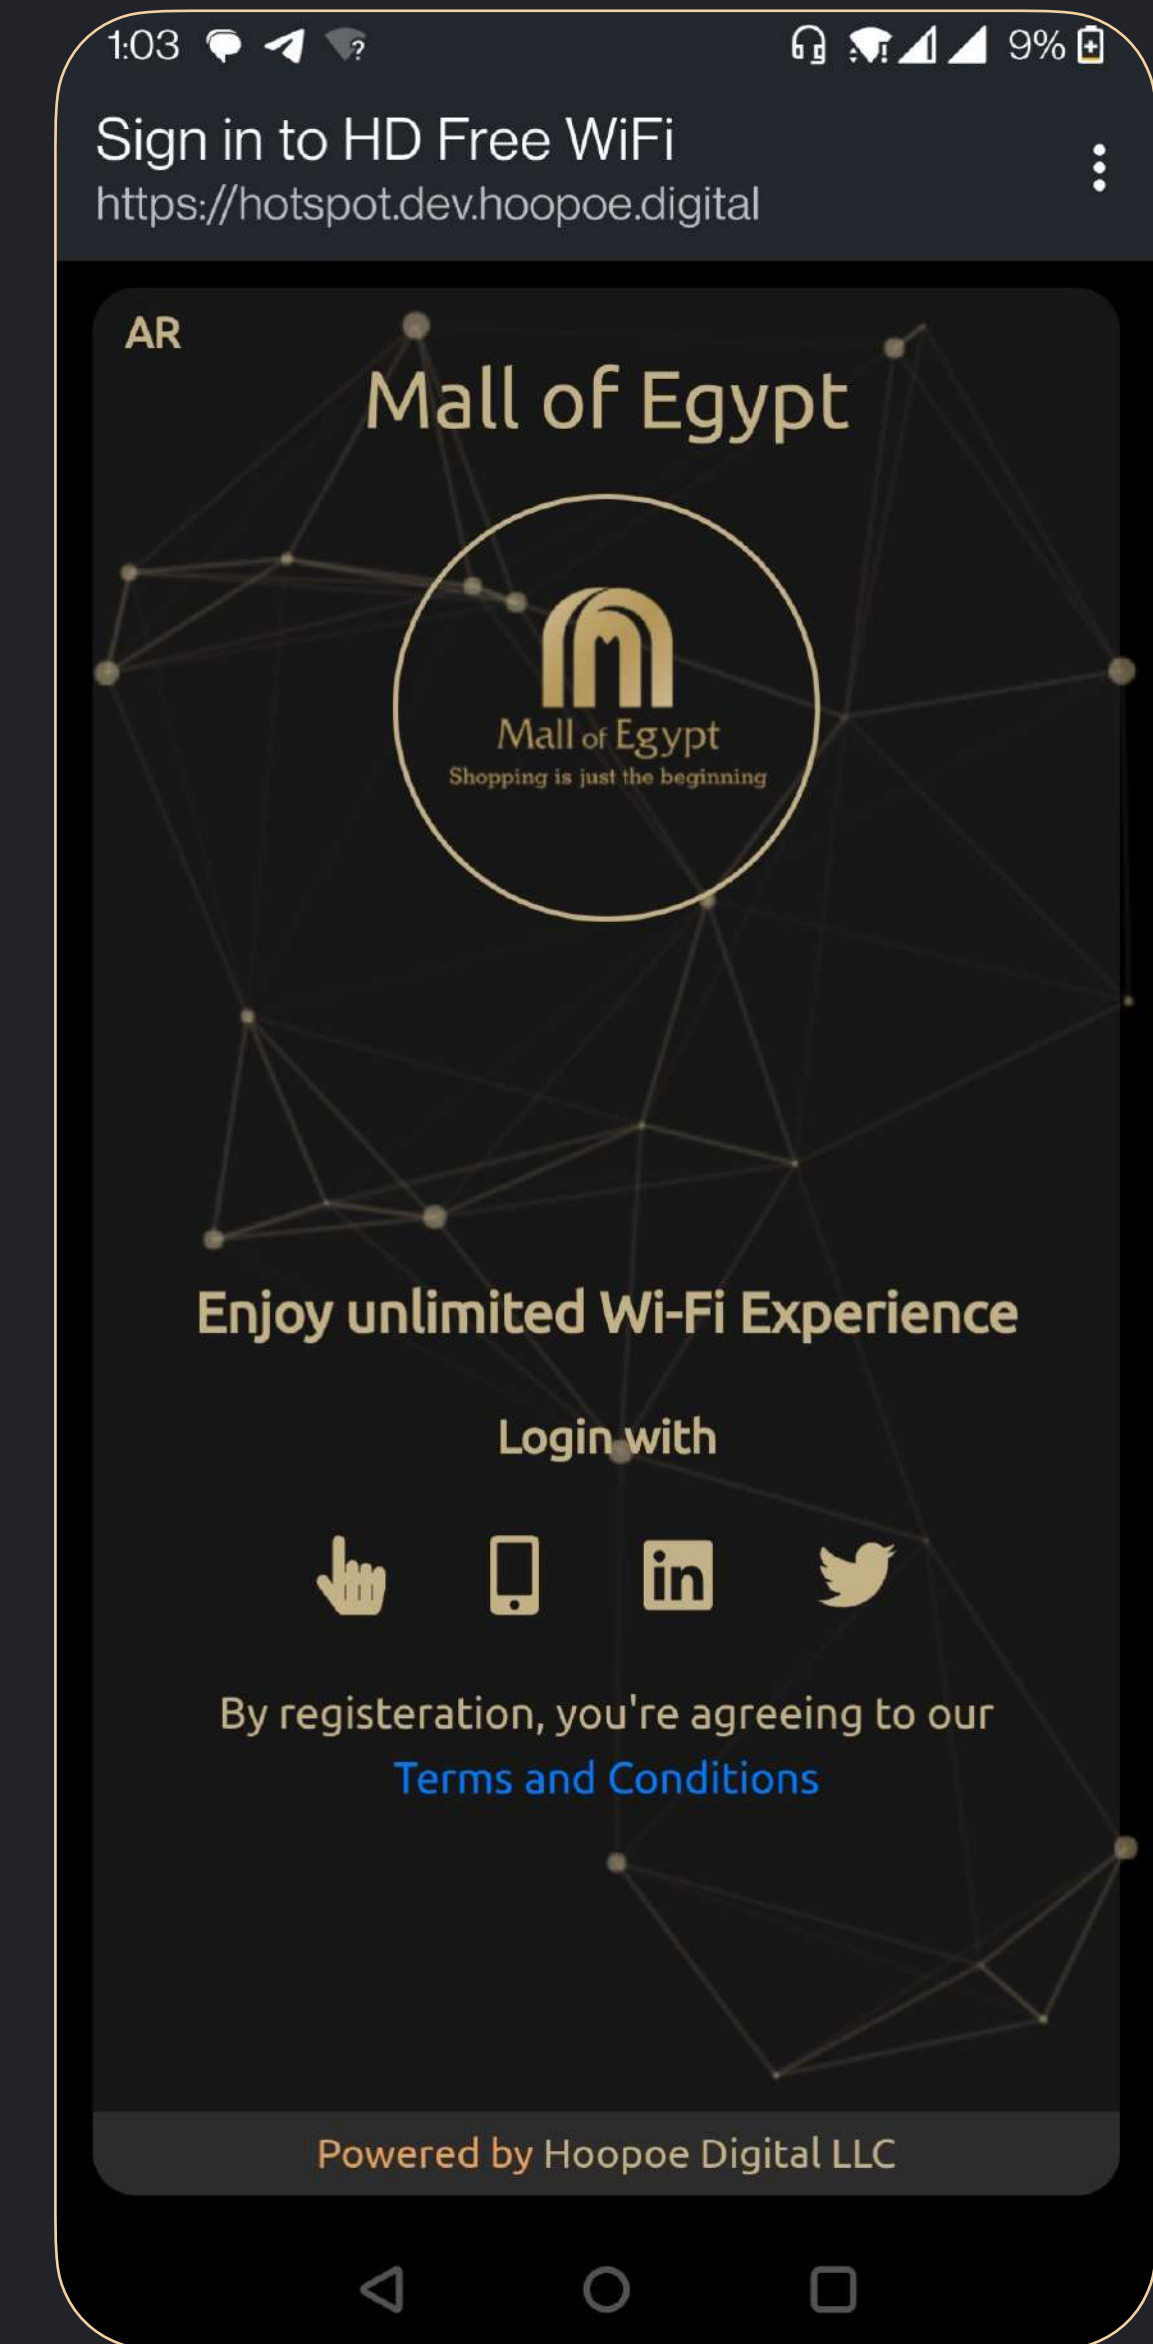 1:03
9%
Sign in to HD Free WiFi
https://hotspot.dev.hoopoe.digital
AR
Mall of Egypt
Mall of Egypt
Shopping is just the beginning
Enjoy unlimited Wi-Fi Experience
Login with
in
By registeration, you're agreeing to our
Terms and Conditions
Powered by Hoopoe Digital LLC